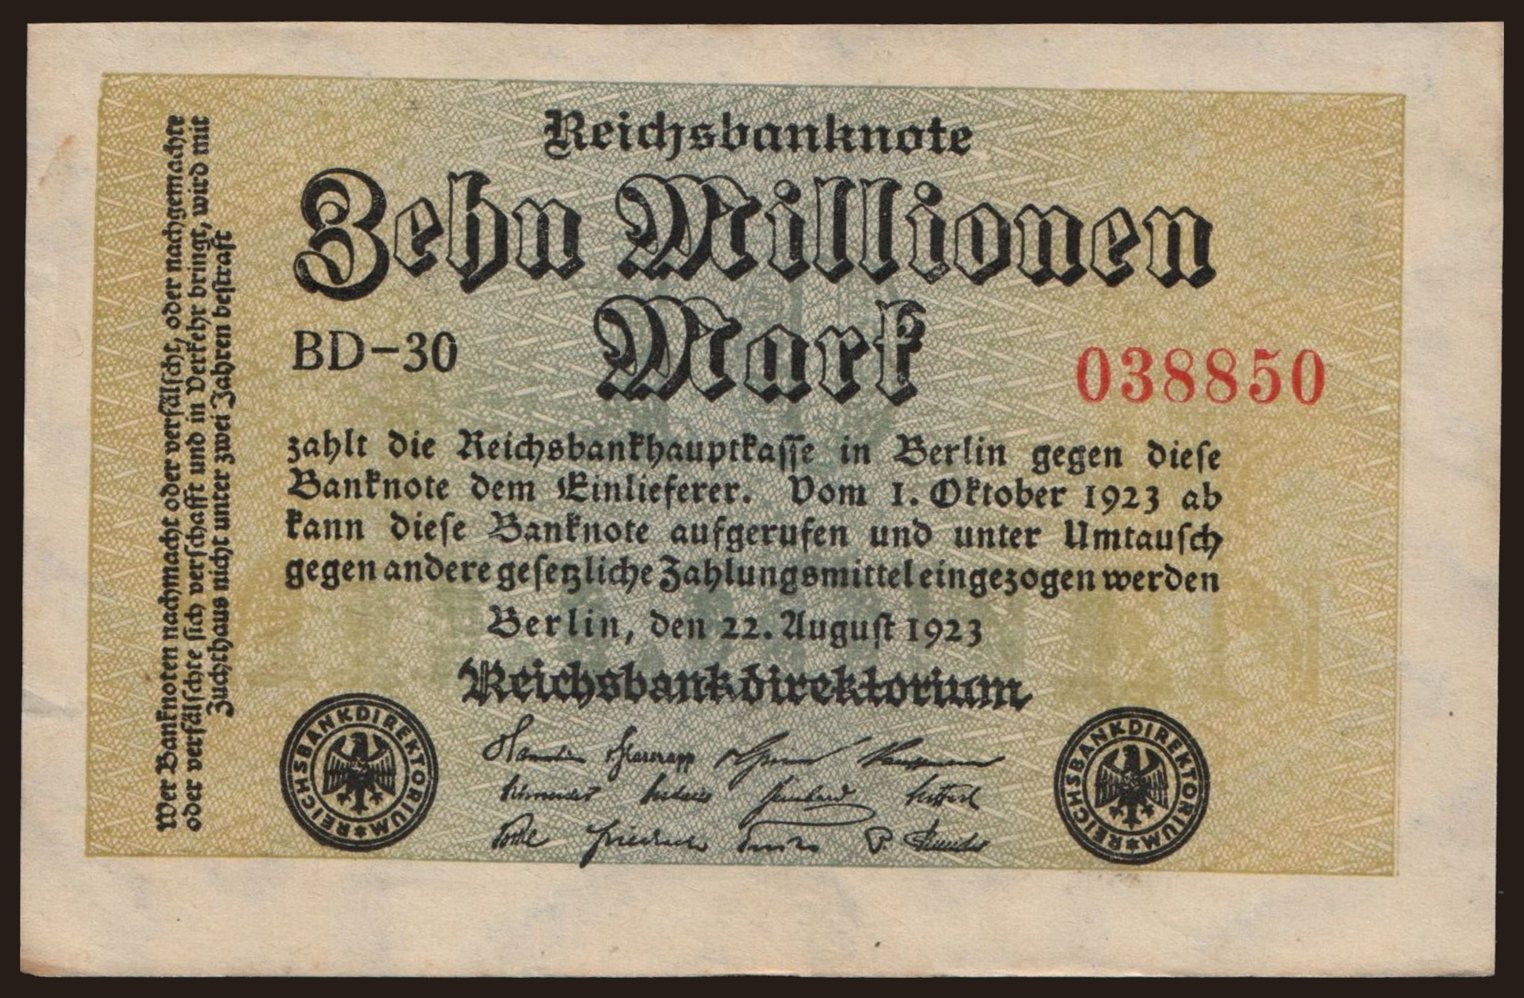 Reichsbanknote
Zehn Millionen
Mark
BD-30
038850
zahlt die Reichsbankhauptkasse in Berlin gegen diese
Banknote dem Einlieferer. Vom 1. Oktober 1923 ab
kann diese Banknote aufgerufen und unter Umtausch
gegen andere gesetzliche Zahlungsmittel eingezogen werden
Berlin, den 22. August 1923
Reichsbankdirektorium
Wer Banknoten nachmacht oder verfälscht, oder nachgemachte
oder verfälschte sich verschafft und in Verkehr bringt, wird mit
Zuchthaus nicht unter zwei Jahren bestraft
REICHSBANKDIREKTORIUM
REICHSBANKDIREKTORIUM